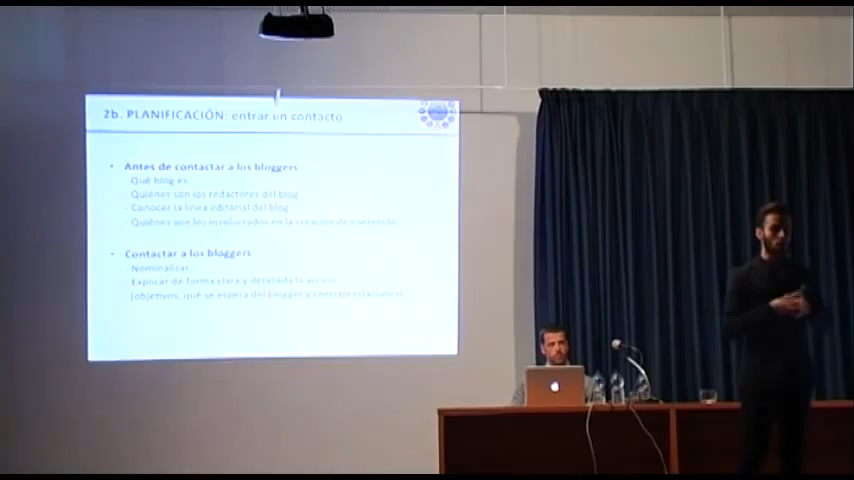 2b. PLANIFICACIÓN: entrar un contacto
• Antes de contactar a los bloggers
- Qué blog es
- Quiénes son los redactores del blog
- Conocer la línea editorial del blog
- Quiénes son los involucrados en la creación de contenido
• Contactar a los bloggers
- Nominalizar.
- Explicar de forma clara y detallada la acción
(objetivos, qué se espera del blogger y contraprestaciones)